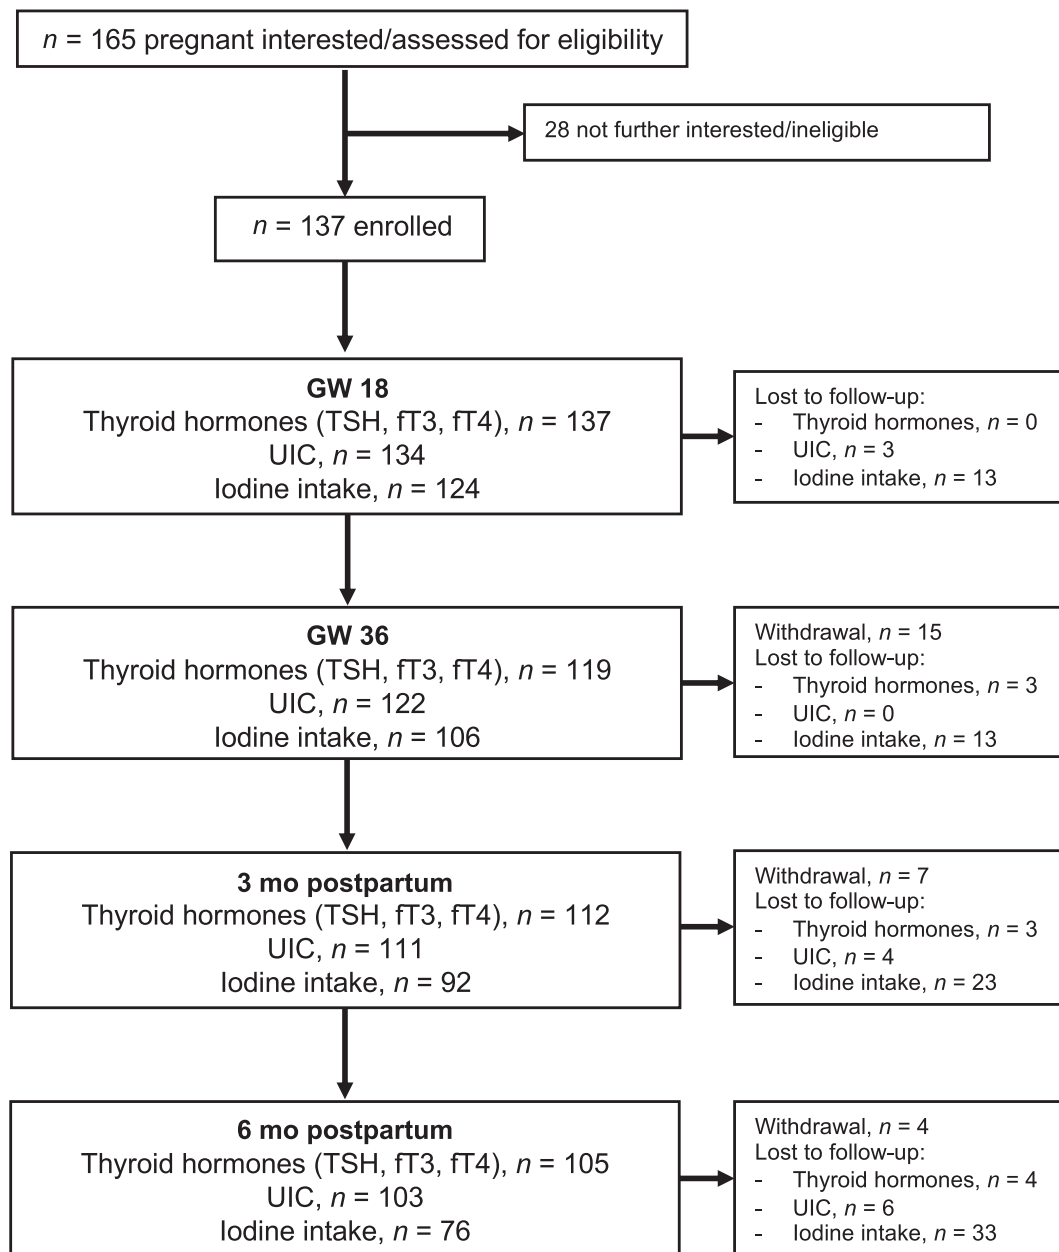 n = 165 pregnant interested/assessed for eligibility
28 not further interested/ineligible
n = 137 enrolled
GW 18
Thyroid hormones (TSH, fT3, fT4), n = 137
UIC, n = 134
Iodine intake, n = 124
Lost to follow-up:
- Thyroid hormones, n = 0
- UIC, n = 3
- Iodine intake, n = 13
GW 36
Thyroid hormones (TSH, fT3, fT4), n = 119
UIC, n = 122
Iodine intake, n = 106
Withdrawal, n = 15
Lost to follow-up:
- Thyroid hormones, n = 3
- UIC, n = 0
- Iodine intake, n = 13
3 mo postpartum
Thyroid hormones (TSH, fT3, fT4), n = 112
UIC, n = 111
Iodine intake, n = 92
Withdrawal, n = 7
Lost to follow-up:
- Thyroid hormones, n = 3
- UIC, n = 4
- Iodine intake, n = 23
6 mo postpartum
Thyroid hormones (TSH, fT3, fT4), n = 105
UIC, n = 103
Iodine intake, n = 76
Withdrawal, n = 4
Lost to follow-up:
- Thyroid hormones, n = 4
- UIC, n = 6
- Iodine intake, n = 33